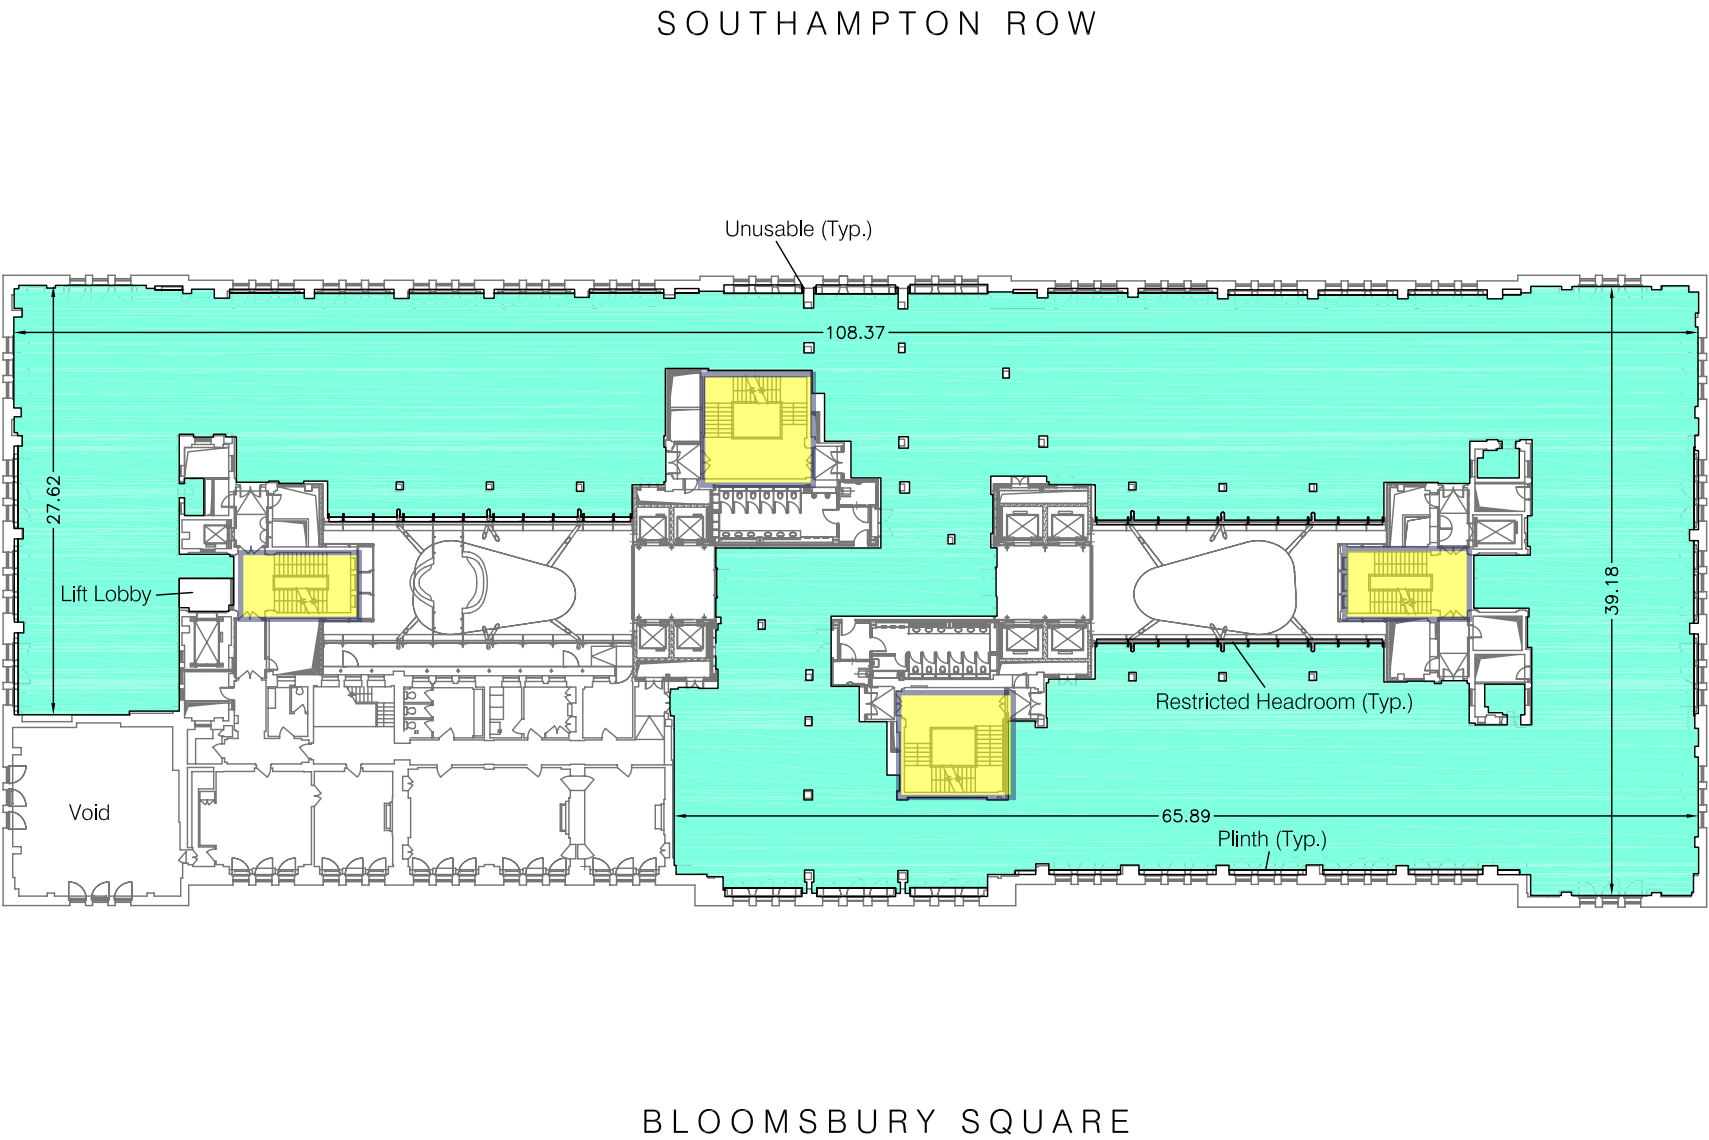 SOUTHAMPTON ROW
Unusable (Typ.)
108.37
27.62
39.18
Lift Lobby
Restricted Headroom (Typ.)
Void
65.89
Plinth (Typ.)
BLOOMSBURY SQUARE